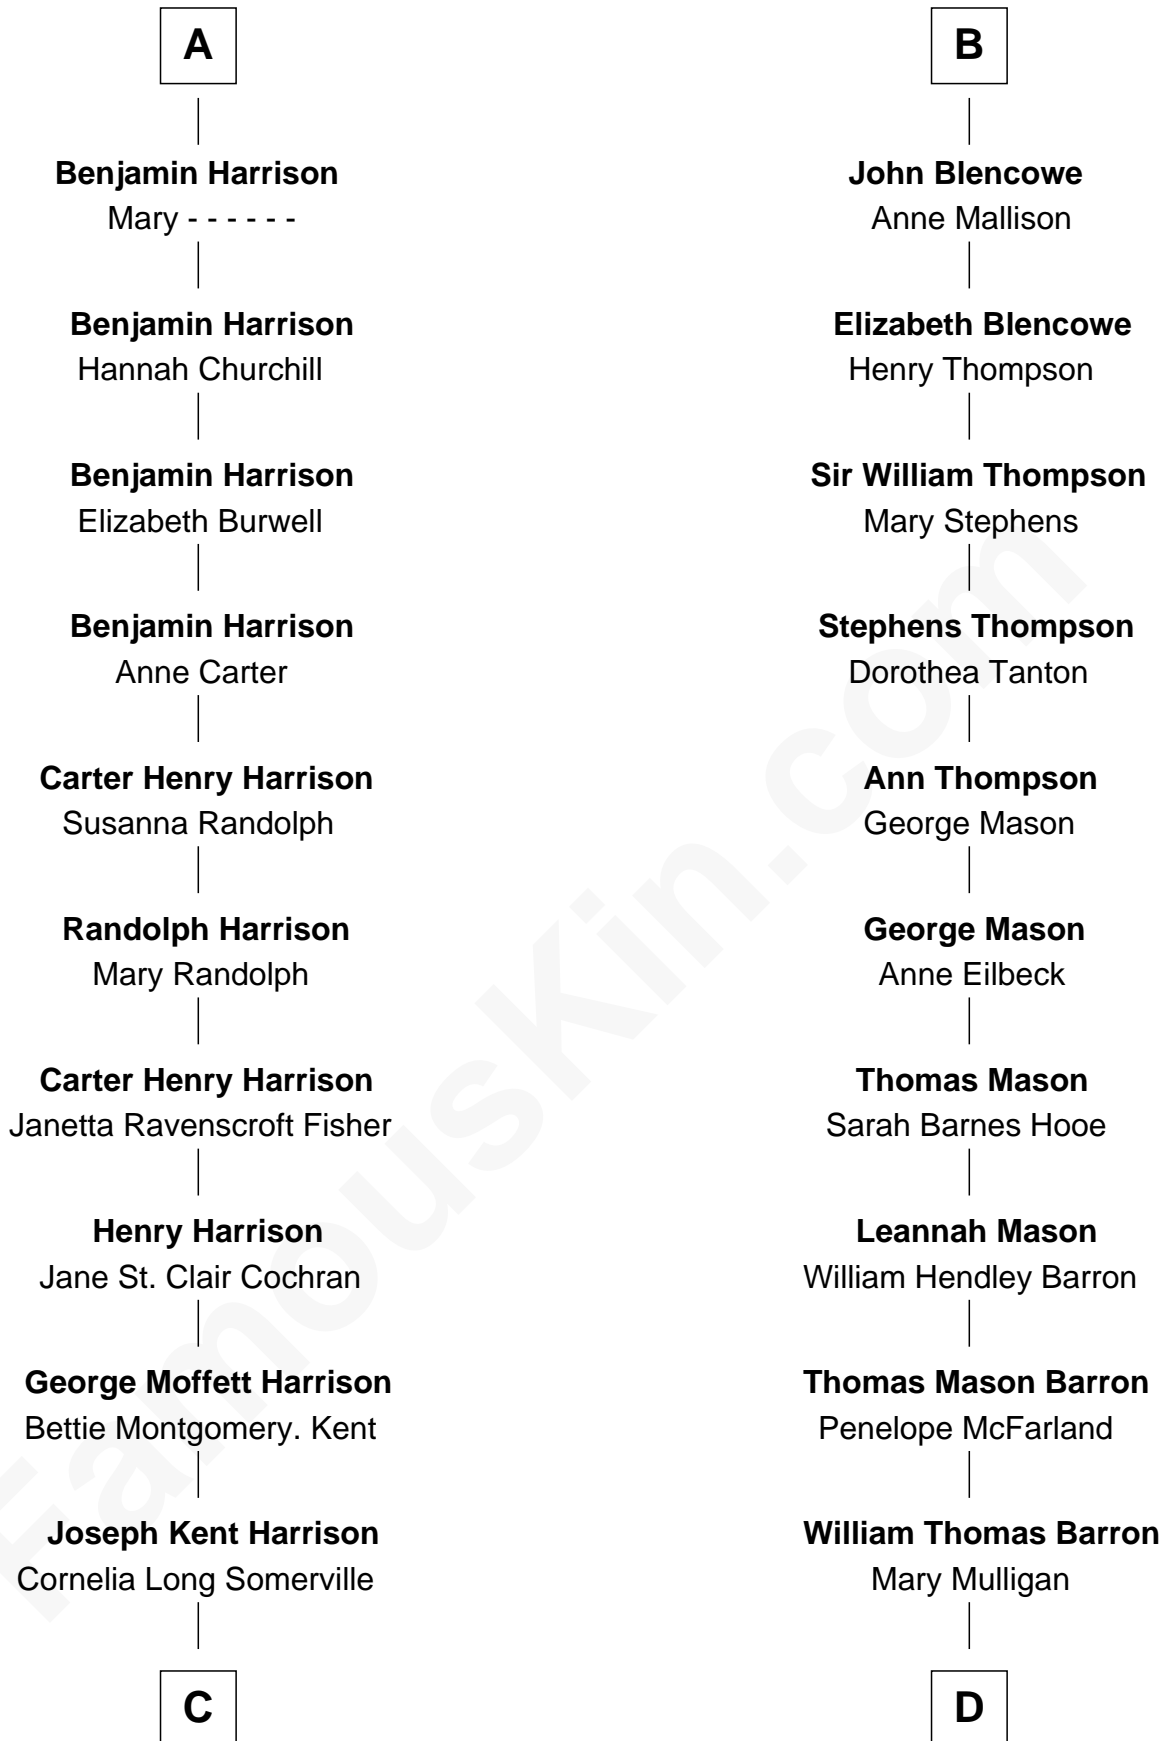 A
Benjamin Harrison
Mary - - - - - -
Benjamin Harrison
Hannah Churchill
Benjamin Harrison
Elizabeth Burwell
Benjamin Harrison
Anne Carter
Carter Henry Harrison
Susanna Randolph
Randolph Harrison
Mary Randolph
Carter Henry Harrison
Janetta Ravenscroft Fisher
Henry Harrison
Jane St. Clair Cochran
George Moffett Harrison
Bettie Montgomery. Kent
Joseph Kent Harrison
Cornelia Long Somerville
C
B
John Blencowe
Anne Mallison
Elizabeth Blencowe
Henry Thompson
Sir William Thompson
Mary Stephens
Stephens Thompson
Dorothea Tanton
Ann Thompson
George Mason
George Mason
Anne Eilbeck
Thomas Mason
Sarah Barnes Hooe
Leannah Mason
William Hendley Barron
Thomas Mason Barron
Penelope McFarland
William Thomas Barron
Mary Mulligan
D
FamousKin.com